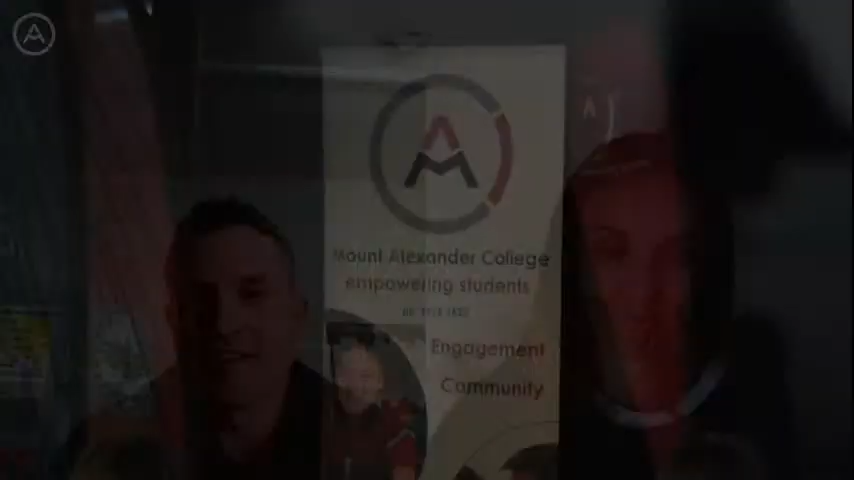 Mount Alexander College
empowering students
Engagement
Community